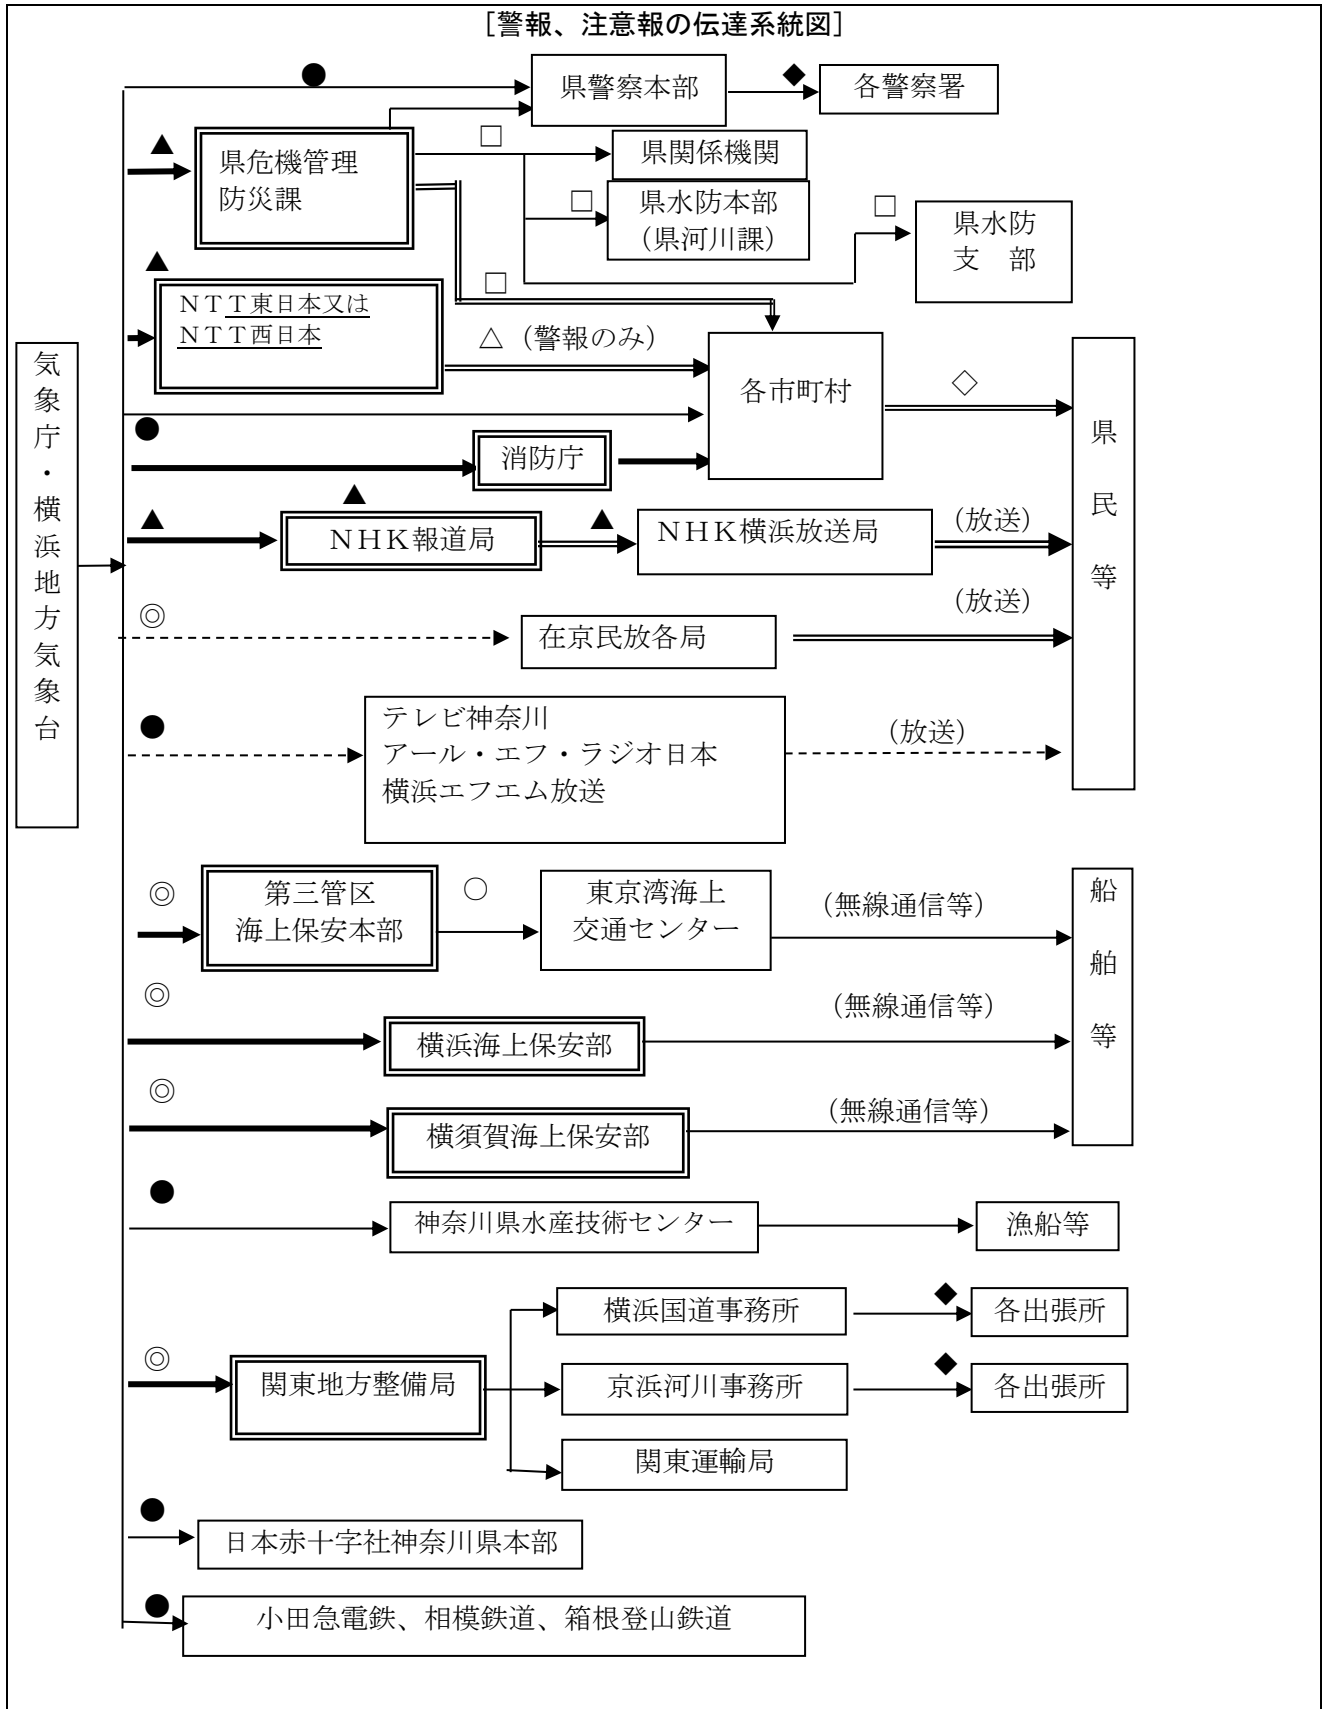 ［警報、注意報の伝達系統図］
●
県警察本部
◆
各警察署
▲
県危機管理
防災課
□
県関係機関
□
県水防本部
（県河川課）
□
県水防
支　部
▲
ＮＴＴ東日本又は
ＮＴＴ西日本
□
△（警報のみ）
各市町村
◇
気象庁・横浜地方気象台
県民等
●
消防庁
▲
▲
ＮＨＫ報道局
▲
ＮＨＫ横浜放送局
（放送）
◎
在京民放各局
（放送）
●
テレビ神奈川
アール・エフ・ラジオ日本
横浜エフエム放送
（放送）
◎
第三管区
海上保安本部
○
東京湾海上
交通センター
（無線通信等）
船舶等
◎
横浜海上保安部
（無線通信等）
◎
横須賀海上保安部
（無線通信等）
●
神奈川県水産技術センター
漁船等
横浜国道事務所
◆
各出張所
◎
関東地方整備局
京浜河川事務所
◆
各出張所
関東運輸局
●
日本赤十字社神奈川県本部
●
小田急電鉄、相模鉄道、箱根登山鉄道